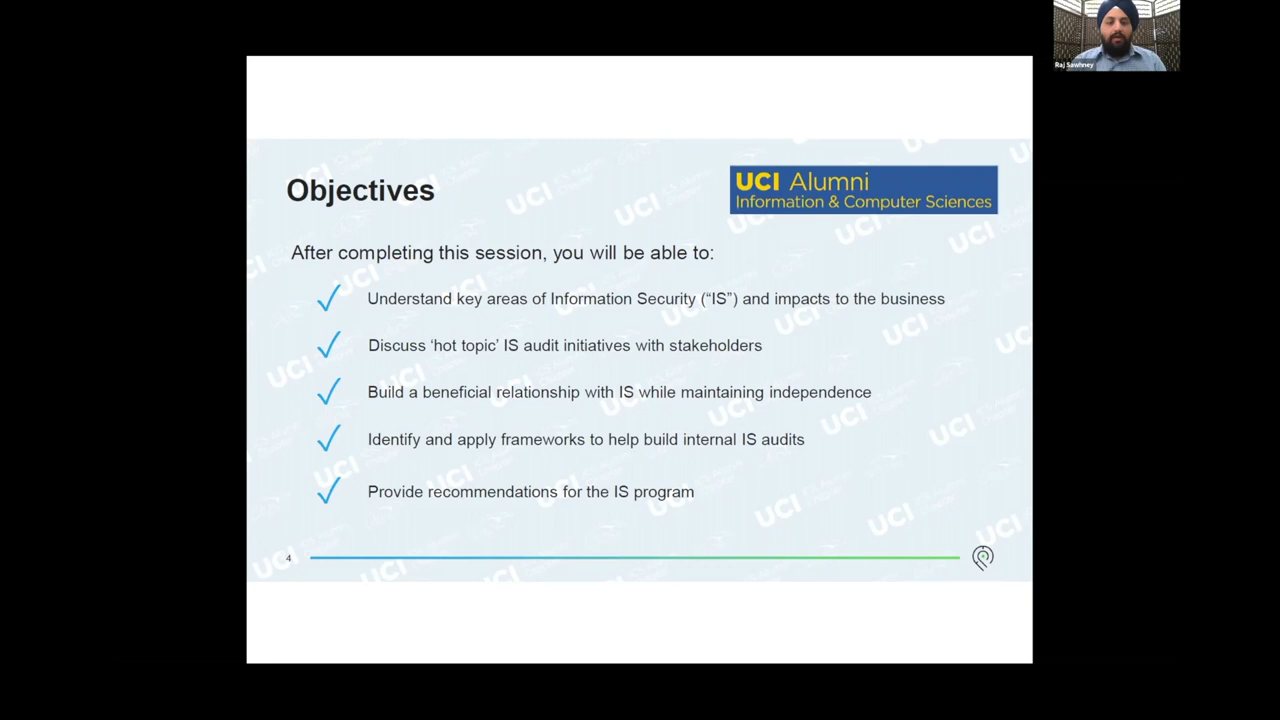 Raj Sawhney
Objectives
UCI Alumni
Information & Computer Sciences
After completing this session, you will be able to:
Understand key areas of Information Security (“IS”) and impacts to the business
Discuss ‘hot topic’ IS audit initiatives with stakeholders
Build a beneficial relationship with IS while maintaining independence
Identify and apply frameworks to help build internal IS audits
Provide recommendations for the IS program
4